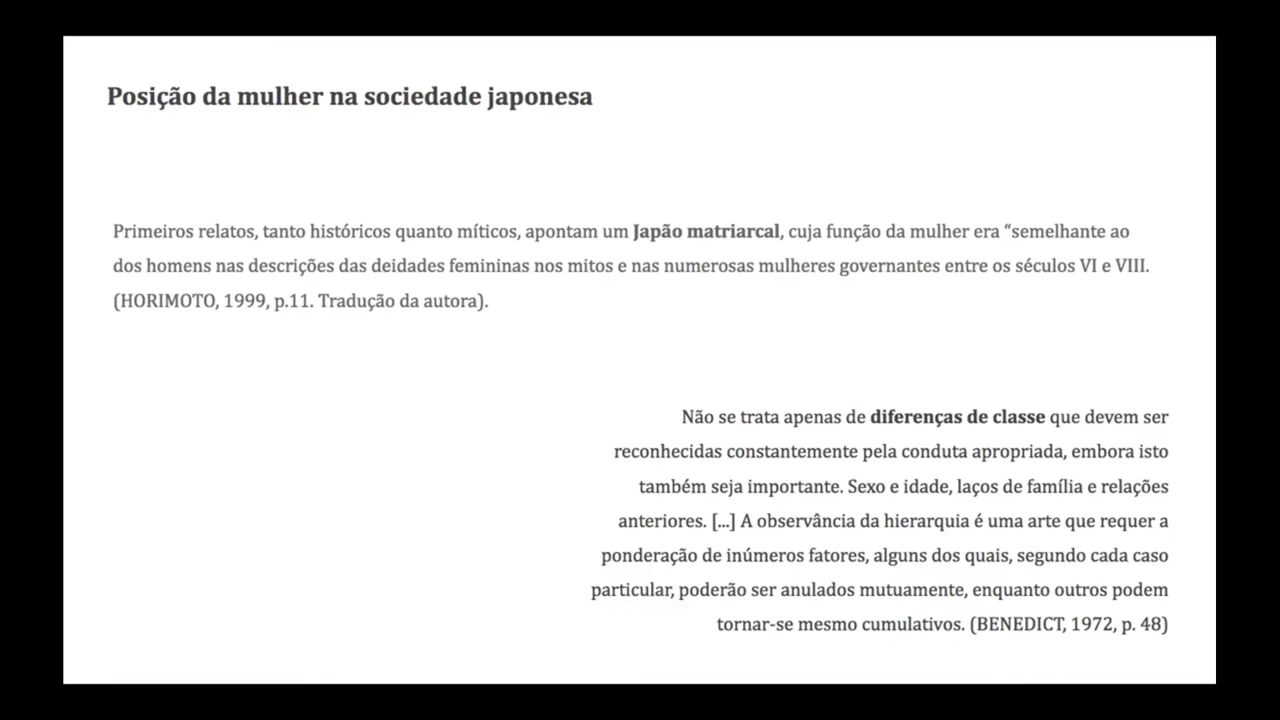 Posição da mulher na sociedade japonesa
Primeiros relatos, tanto históricos quanto míticos, apontam um Japão matriarcal, cuja função da mulher era “semelhante ao
dos homens nas descrições das deidades femininas nos mitos e nas numerosas mulheres governantes entre os séculos VI e VIII.
(HORIMOTO, 1999, p.11. Tradução da autora).
Não se trata apenas de diferenças de classe que devem ser
reconhecidas constantemente pela conduta apropriada, embora isto
também seja importante. Sexo e idade, laços de família e relações
anteriores. [...] A observância da hierarquia é uma arte que requer a
ponderação de inúmeros fatores, alguns dos quais, segundo cada caso
particular, poderão ser anulados mutuamente, enquanto outros podem
tornar-se mesmo cumulativos. (BENEDICT, 1972, p. 48)